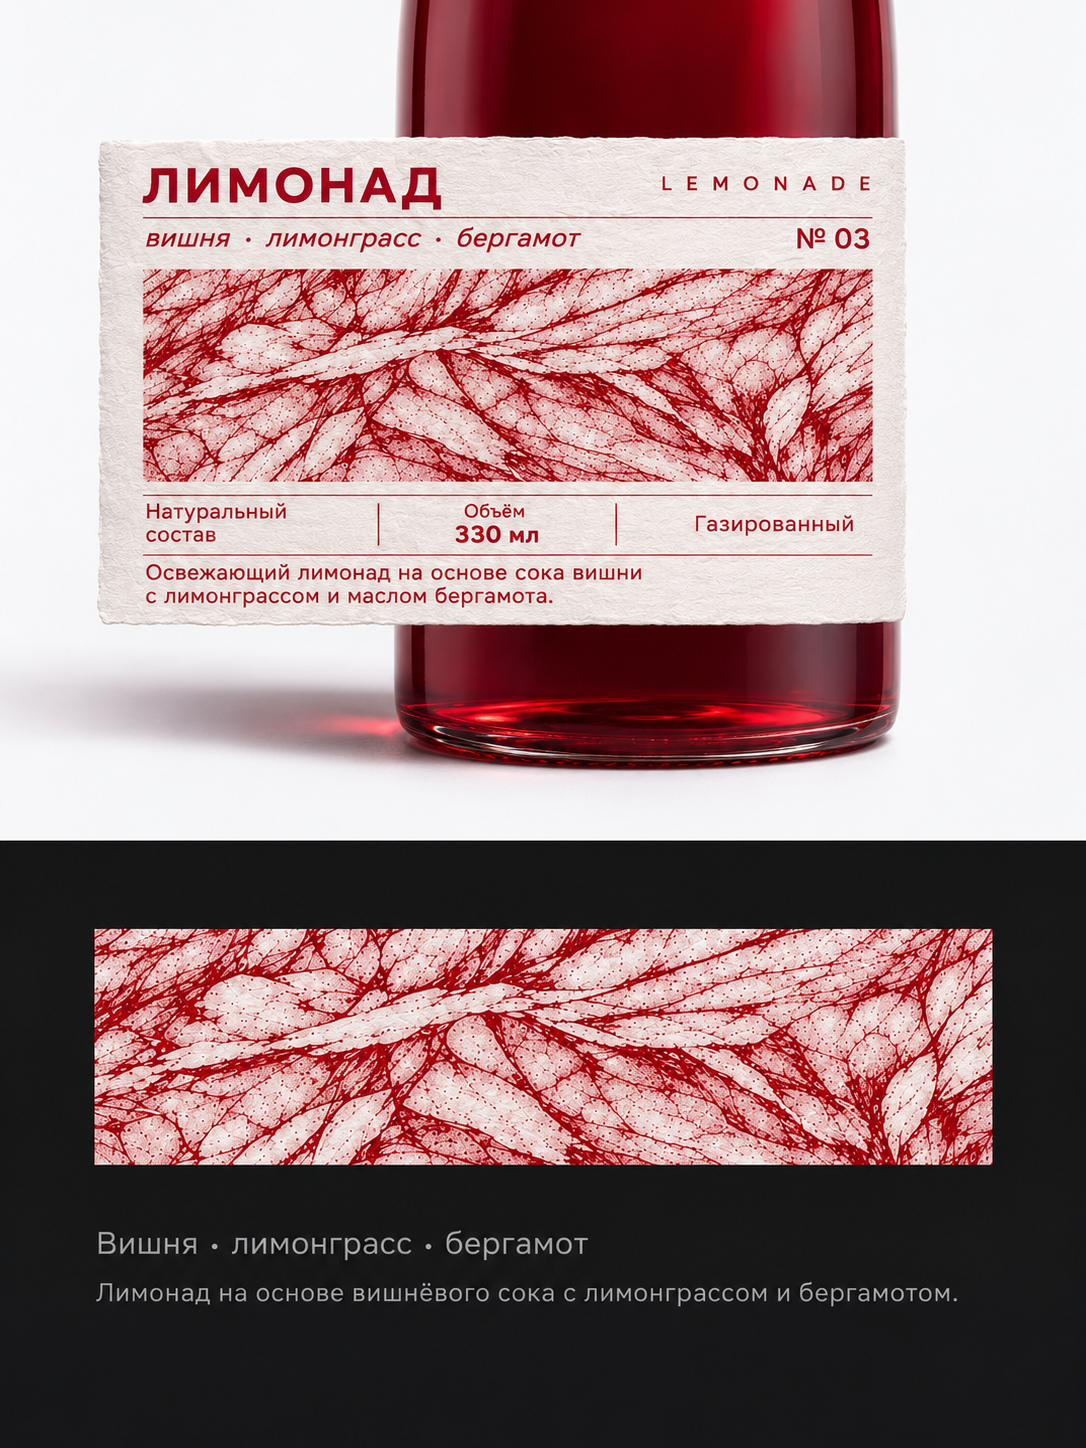 ЛИМОНАД
LEMONADE
вишня · лимонграсс · бергамот
№ 03
Натуральный
состав
Объём
330 мл
Газированный
Освежающий лимонад на основе сока вишни
с лимонграссом и маслом бергамота.
Вишня · лимонграсс · бергамот
Лимонад на основе вишнёвого сока с лимонграссом и бергамотом.